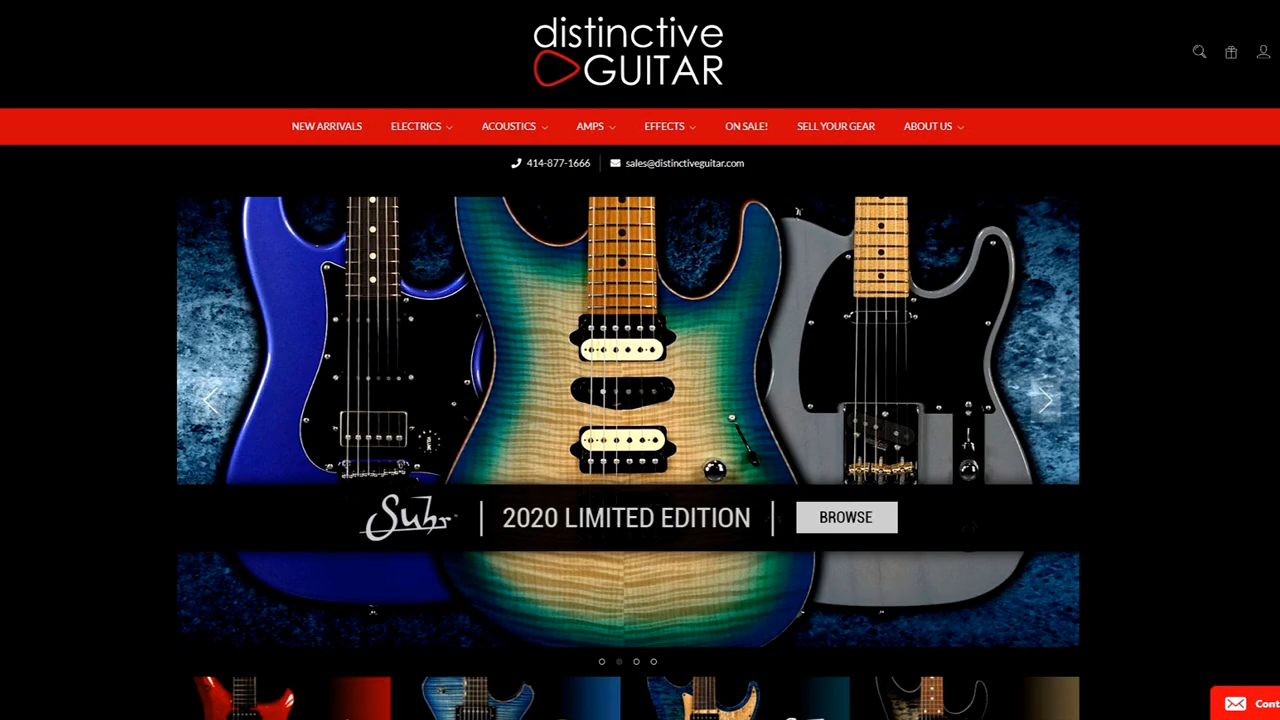 distinctive
GUITAR
NEW ARRIVALS ELECTRICS ACOUSTICS AMPS EFFECTS ON SALE! SELL YOUR GEAR ABOUT US
414-877-1666 sales@distinctiveguitar.com
Suhr 2020 LIMITED EDITION BROWSE
Cont